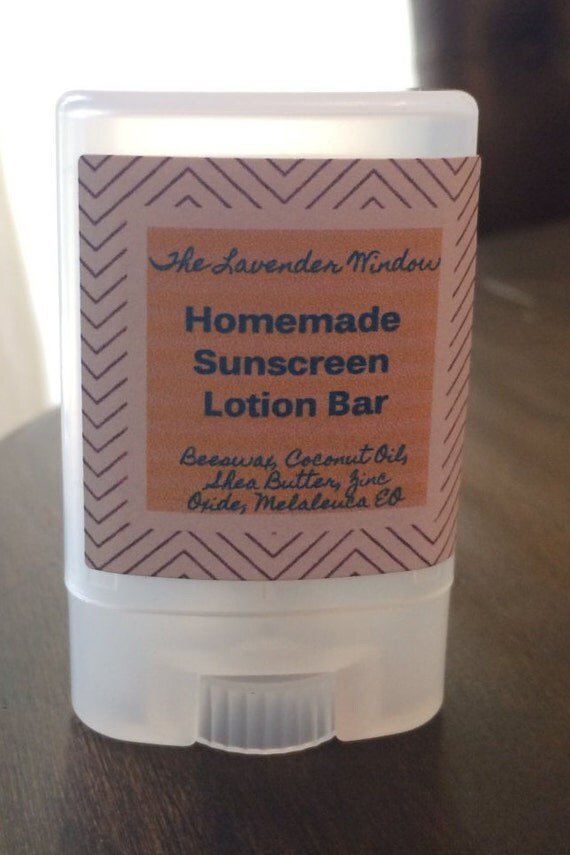 The Lavender Window
Homemade
Sunscreen
Lotion Bar
Beeswax, Coconut Oil,
Shea Butter, Zinc
Oxide, Melaleuca EO